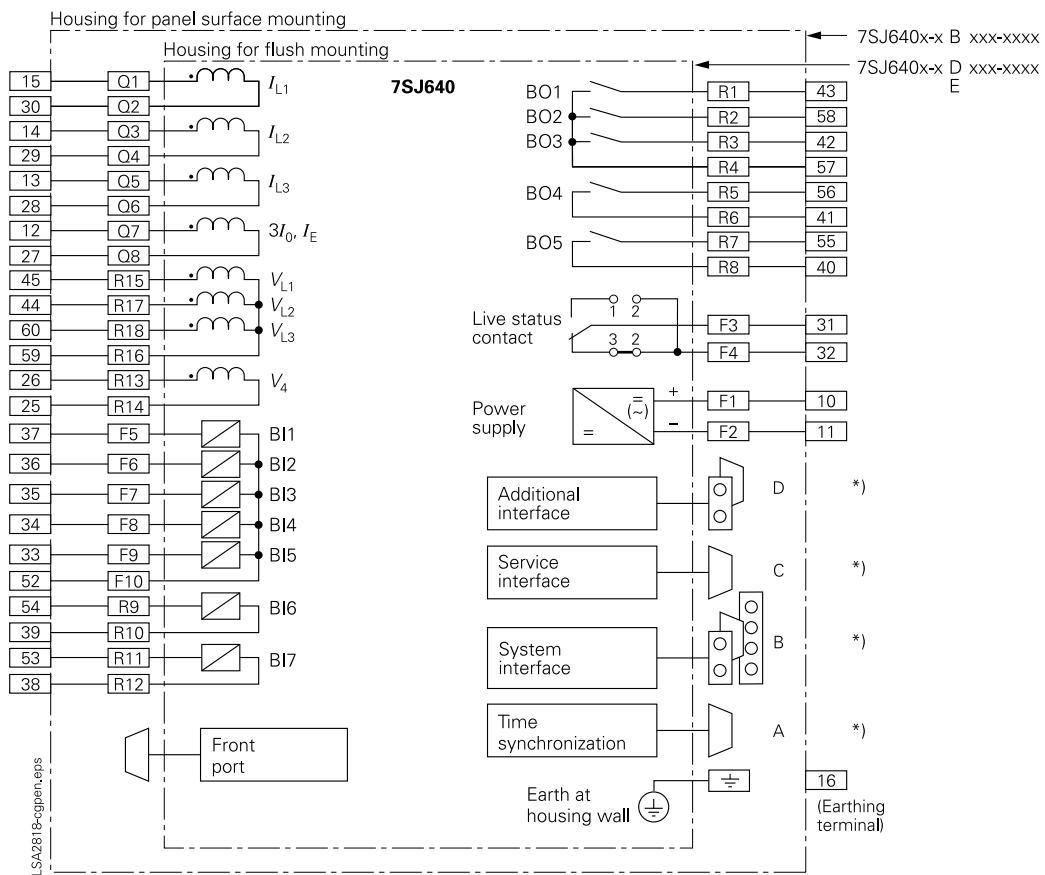 Housing for panel surface mounting
7SJ640x-x B xxx-xxxx
Housing for flush mounting
7SJ640x-x D xxx-xxxx
E
7SJ640
15 Q1 I L1
30 Q2
14 Q3 I L2
29 Q4
13 Q5 I L3
28 Q6
12 Q7 3I0, IE
27 Q8
45 R15 V L1
44 R17 V L2
60 R18 V L3
59 R16
26 R13 V4
25 R14
37 F5 BI1
36 F6 BI2
35 F7 BI3
34 F8 BI4
33 F9 BI5
52 F10
54 R9 BI6
39 R10
53 R11 BI7
38 R12
Front
port
BO1 R1 43
BO2 R2 58
BO3 R3 42
R4 57
BO4 R5 56
R6 41
BO5 R7 55
R8 40
Live status
contact
1 2
3 2
F3 31
F4 32
Power
supply
= (~)
=
+ F1 10
– F2 11
Additional
interface
D *)
Service
interface
C *)
System
interface
B *)
Time
synchronization
A *)
Earth at
housing wall
16
(Earthing
terminal)
LSA2818-cgpen.eps